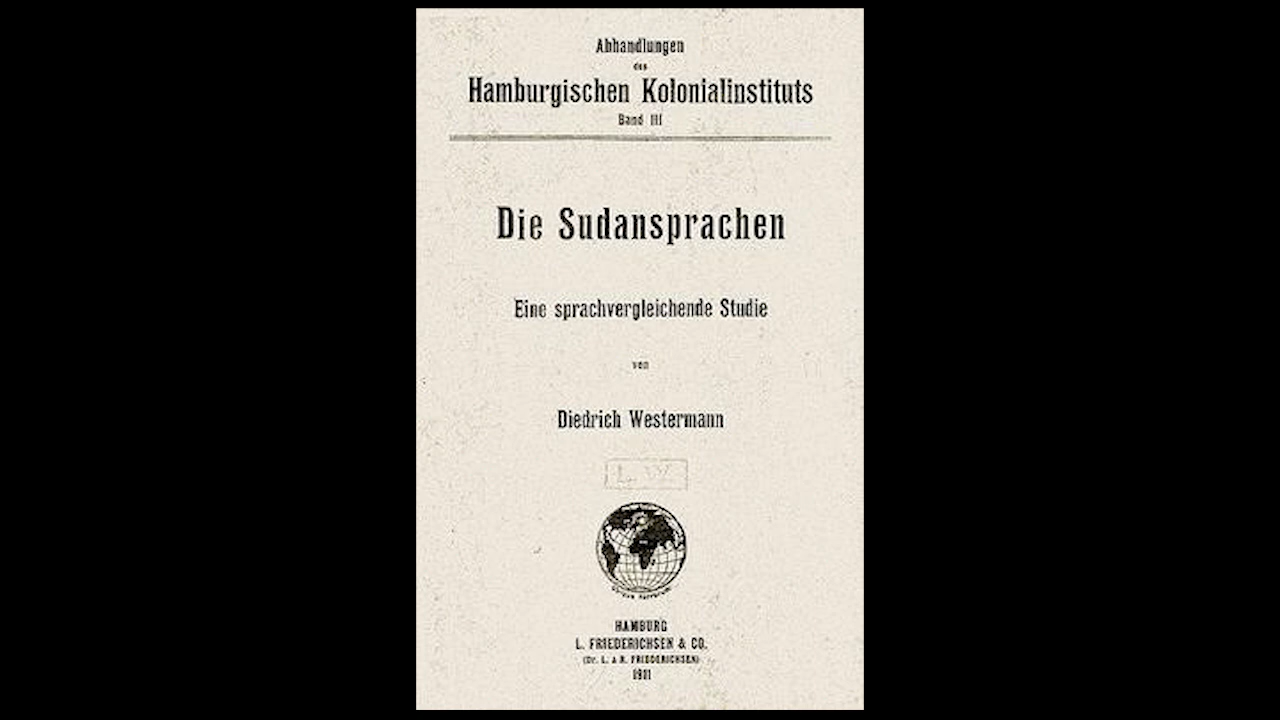 Abhandlungen
des
Hamburgischen Kolonialinstituts
Band III
Die Sudansprachen
Eine sprachvergleichende Studie
von
Diedrich Westermann
HAMBURG
L. FRIEDERICHSEN & CO.
(Dr. L. & R. FRIEDERICHSEN)
1911